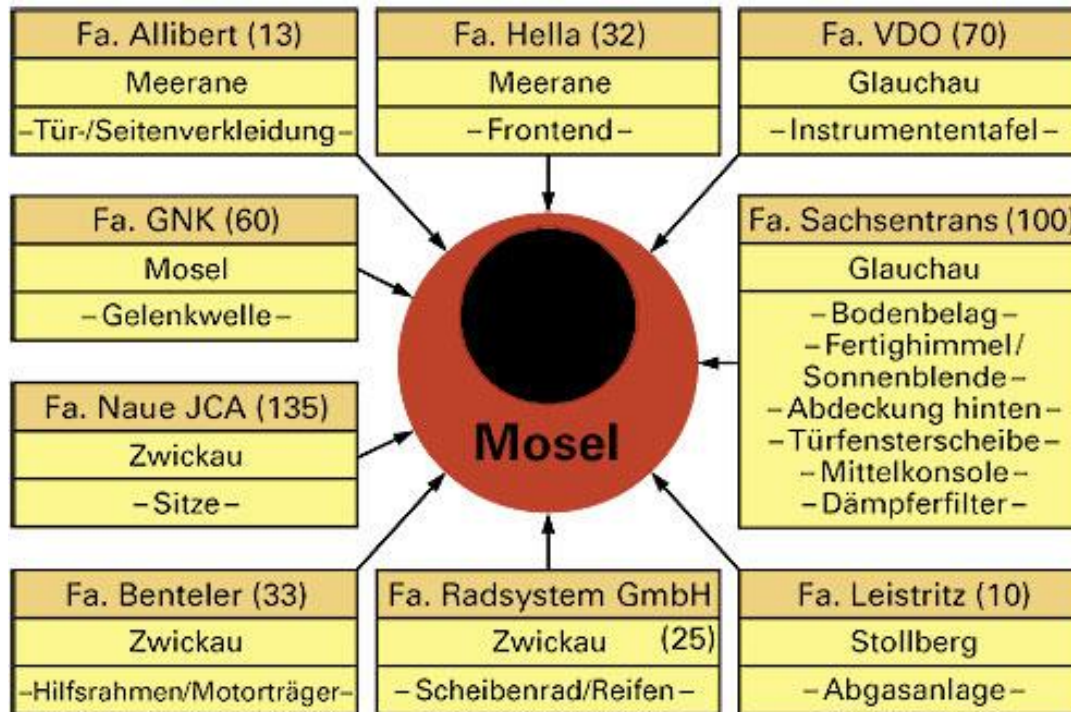 Fa. Allibert (13)
Meerane
–Tür-/Seitenverkleidung–
Fa. Hella (32)
Meerane
–Frontend–
Fa. VDO (70)
Glauchau
–Instrumententafel–
Fa. GNK (60)
Mosel
–Gelenkwelle–
Fa. Sachsentrans (100)
Glauchau
–Bodenbelag–
–Fertighimmel/
Sonnenblende–
–Abdeckung hinten–
–Türfensterscheibe–
–Mittelkonsole–
–Dämpferfilter–
Fa. Naue JCA (135)
Zwickau
–Sitze–
Mosel
Fa. Benteler (33)
Zwickau
–Hilfsrahmen/Motorträger–
Fa. Radsystem GmbH
Zwickau (25)
–Scheibenrad/Reifen–
Fa. Leistritz (10)
Stollberg
–Abgasanlage–